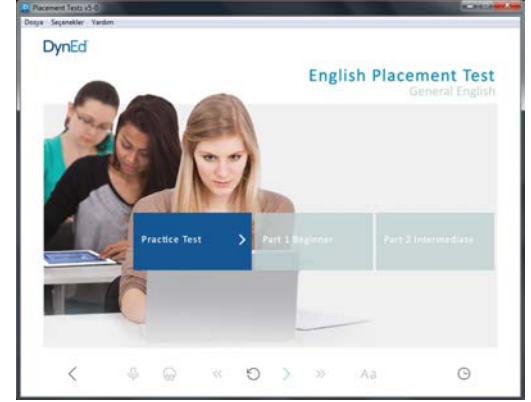 Placement Tests v5-0
Dosya Seçenekler Yardım
DynEd
English Placement Test
General English
Practice Test
Part 1 Beginner
Part 2 Intermediate
Aa